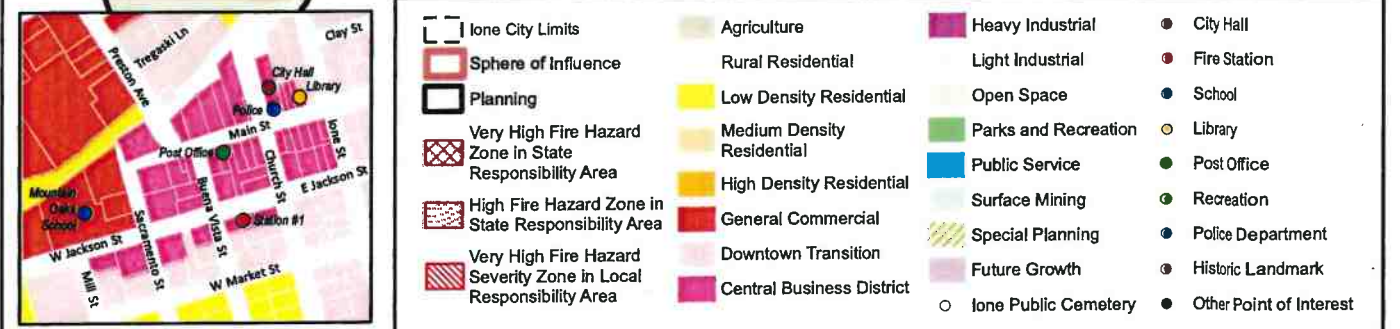 Clay St
Tregaski Ln
Preston Ave
City Hall
Library
Police
Main St
Ione St
Post Office
Church St
E Jackson St
Mountain
Oaks
School
Buena Vista St
Station #1
Sacramento St
W Jackson St
W Market St
Mill St
Ione City Limits
Sphere of Influence
Planning
Very High Fire Hazard
Zone in State
Responsibility Area
High Fire Hazard Zone in
State Responsibility Area
Very High Fire Hazard
Severity Zone in Local
Responsibility Area
Agriculture
Rural Residential
Low Density Residential
Medium Density
Residential
High Density Residential
General Commercial
Downtown Transition
Central Business District
Heavy Industrial
Light Industrial
Open Space
Parks and Recreation
Public Service
Surface Mining
Special Planning
Future Growth
Ione Public Cemetery
City Hall
Fire Station
School
Library
Post Office
Recreation
Police Department
Historic Landmark
Other Point of Interest